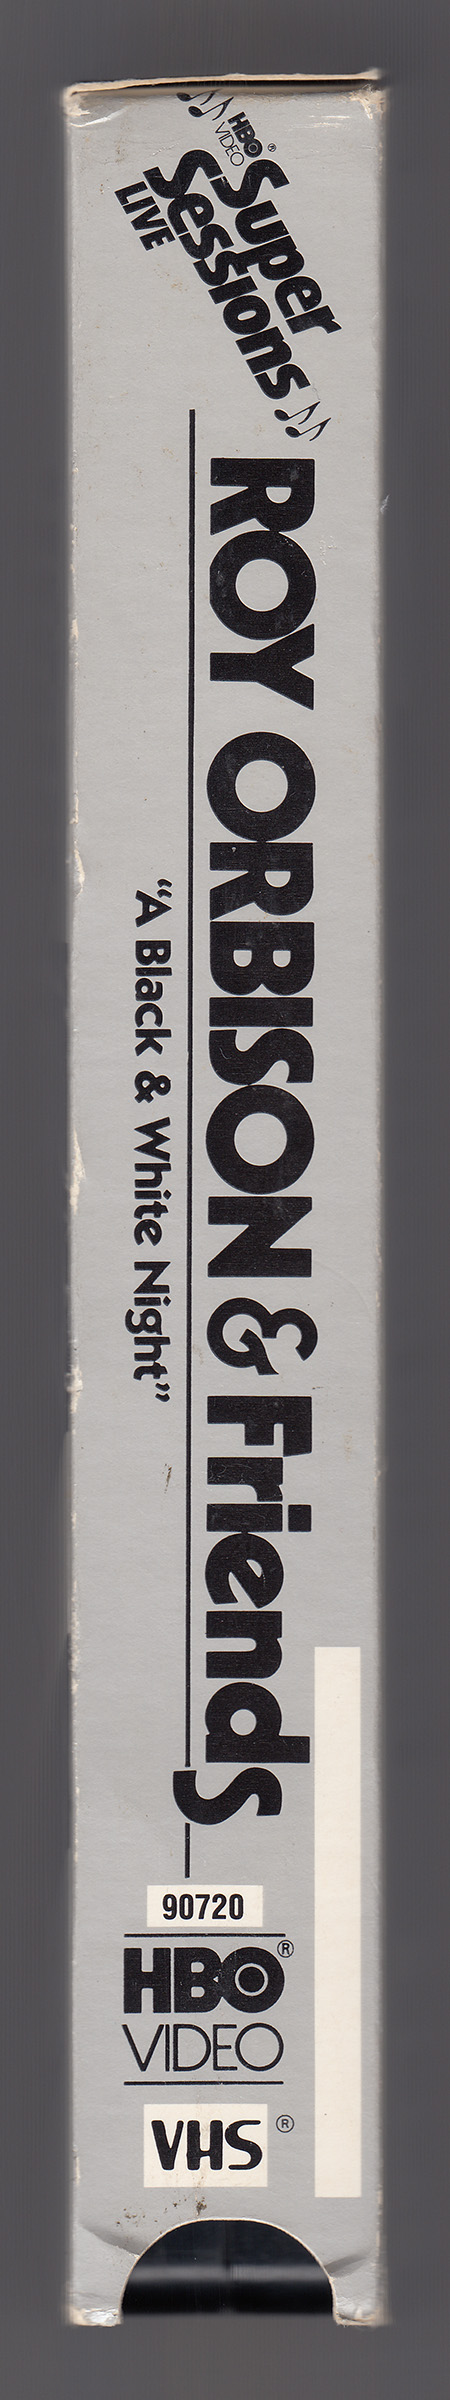 HBO®
VIDEO
Super
Sessions
LIVE
ROY ORBISON & Friends
“A Black & White Night”
90720
HBO®
VIDEO
VHS®